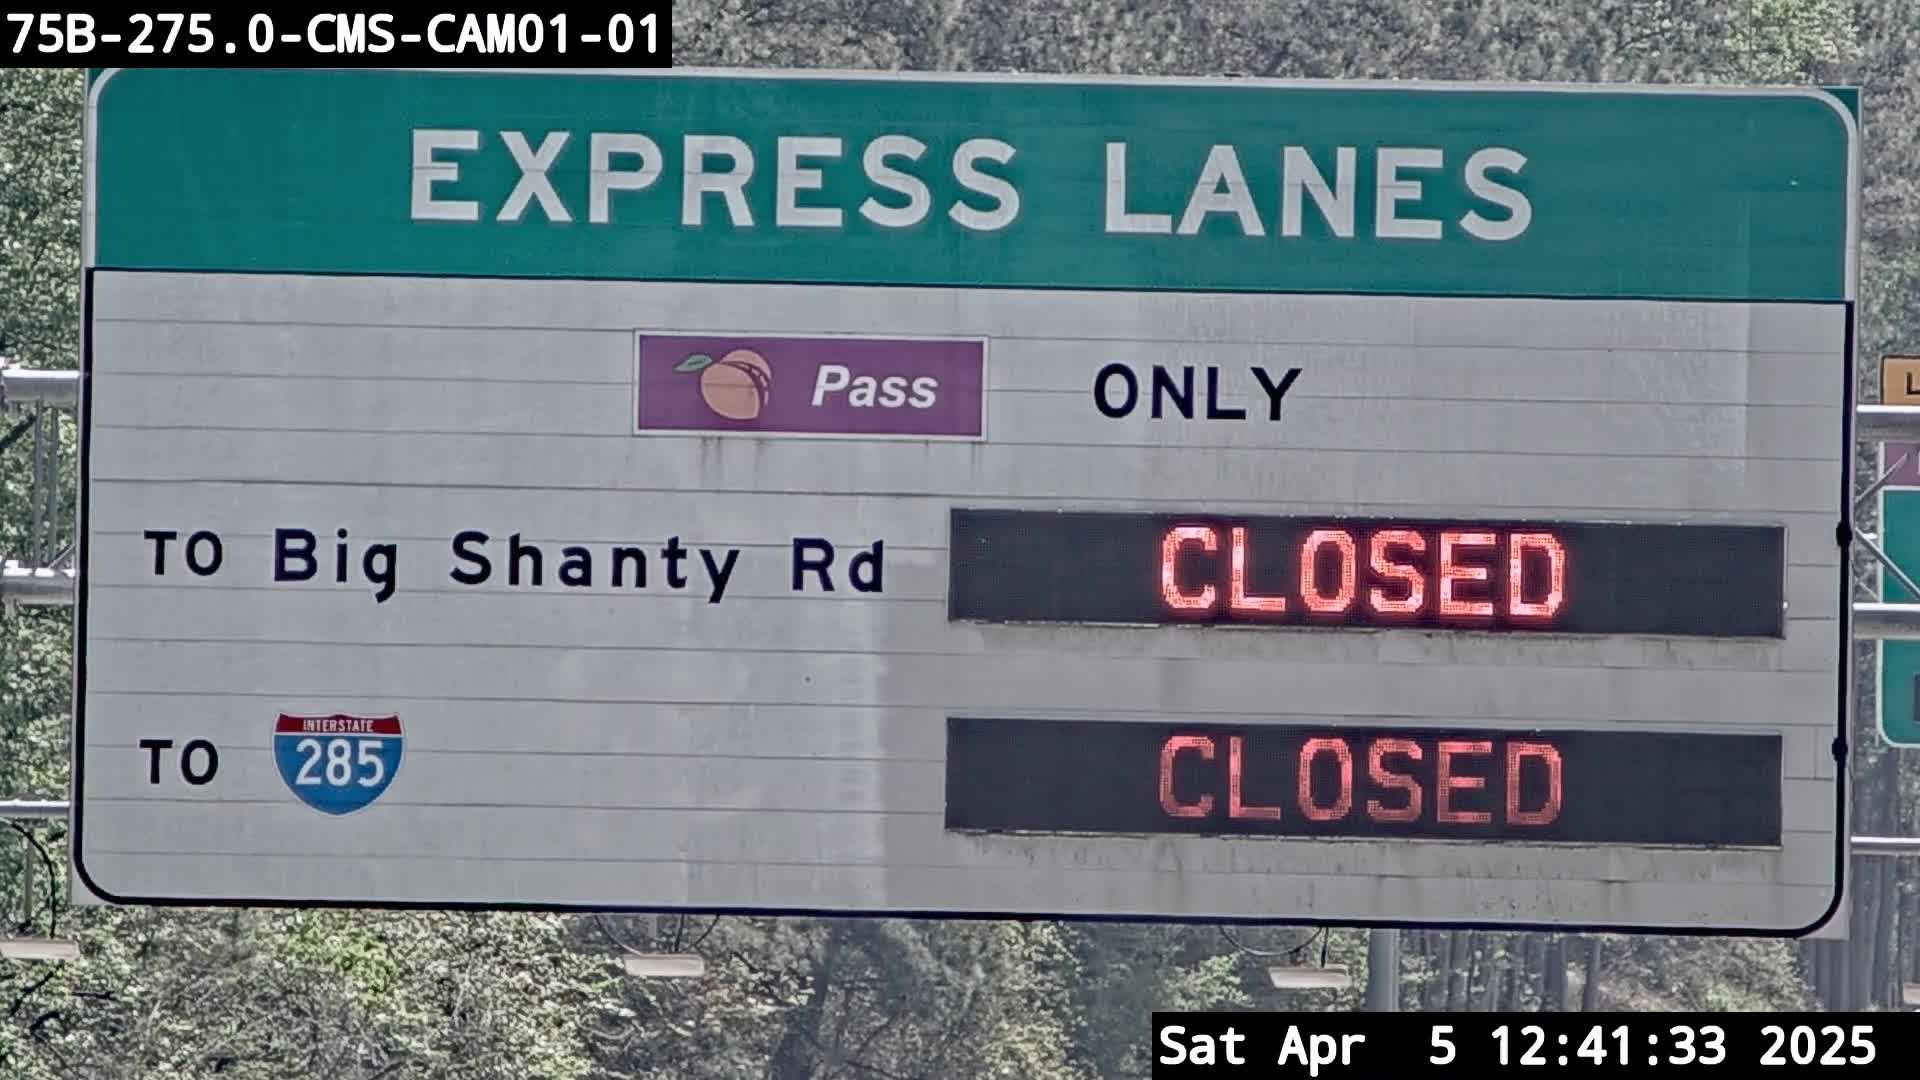 75B-275.0-CMS-CAM01-01
EXPRESS LANES
Pass ONLY
TO Big Shanty Rd CLOSED
TO INTERSTATE 285 CLOSED
Sat Apr 5 12:41:33 2025